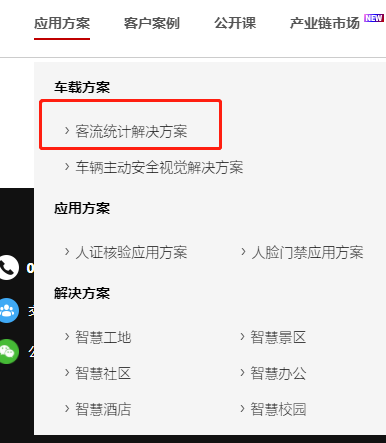 应用方案 客户案例 公开课 产业链市场 NEW
车载方案
› 客流统计解决方案
› 车辆主动安全视觉解决方案
应用方案
› 人证核验应用方案 › 人脸门禁应用方案
解决方案
› 智慧工地 › 智慧景区
› 智慧社区 › 智慧办公
› 智慧酒店 › 智慧校园
0